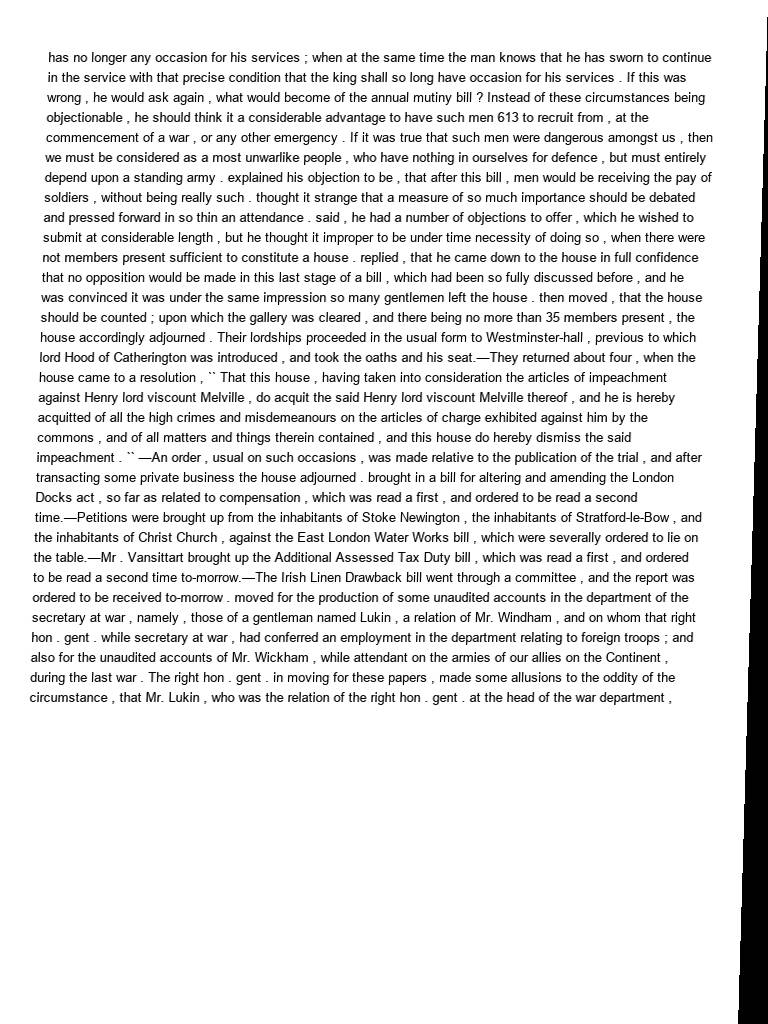 has no longer any occasion for his services ; when at the same time the man knows that he has sworn to continue
in the service with that precise condition that the king shall so long have occasion for his services . If this was
wrong , he would ask again , what would become of the annual mutiny bill ? Instead of these circumstances being
objectionable , he should think it a considerable advantage to have such men 613 to recruit from , at the
commencement of a war , or any other emergency . If it was true that such men were dangerous amongst us , then
we must be considered as a most unwarlike people , who have nothing in ourselves for defence , but must entirely
depend upon a standing army . explained his objection to be , that after this bill , men would be receiving the pay of
soldiers , without being really such . thought it strange that a measure of so much importance should be debated
and pressed forward in so thin an attendance . said , he had a number of objections to offer , which he wished to
submit at considerable length , but he thought it improper to be under time necessity of doing so , when there were
not members present sufficient to constitute a house . replied , that he came down to the house in full confidence
that no opposition would be made in this last stage of a bill , which had been so fully discussed before , and he
was convinced it was under the same impression so many gentlemen left the house . then moved , that the house
should be counted ; upon which the gallery was cleared , and there being no more than 35 members present , the
house accordingly adjourned . Their lordships proceeded in the usual form to Westminster-hall , previous to which
lord Hood of Catherington was introduced , and took the oaths and his seat.—They returned about four , when the
house came to a resolution , `` That this house , having taken into consideration the articles of impeachment
against Henry lord viscount Melville , do acquit the said Henry lord viscount Melville thereof , and he is hereby
acquitted of all the high crimes and misdemeanours on the articles of charge exhibited against him by the
commons , and of all matters and things therein contained , and this house do hereby dismiss the said
impeachment . `` —An order , usual on such occasions , was made relative to the publication of the trial , and after
transacting some private business the house adjourned . brought in a bill for altering and amending the London
Docks act , so far as related to compensation , which was read a first , and ordered to be read a second
time.—Petitions were brought up from the inhabitants of Stoke Newington , the inhabitants of Stratford-le-Bow , and
the inhabitants of Christ Church , against the East London Water Works bill , which were severally ordered to lie on
the table.—Mr . Vansittart brought up the Additional Assessed Tax Duty bill , which was read a first , and ordered
to be read a second time to-morrow.—The Irish Linen Drawback bill went through a committee , and the report was
ordered to be received to-morrow . moved for the production of some unaudited accounts in the department of the
secretary at war , namely , those of a gentleman named Lukin , a relation of Mr. Windham , and on whom that right
hon . gent . while secretary at war , had conferred an employment in the department relating to foreign troops ; and
also for the unaudited accounts of Mr. Wickham , while attendant on the armies of our allies on the Continent ,
during the last war . The right hon . gent . in moving for these papers , made some allusions to the oddity of the
circumstance , that Mr. Lukin , who was the relation of the right hon . gent . at the head of the war department ,